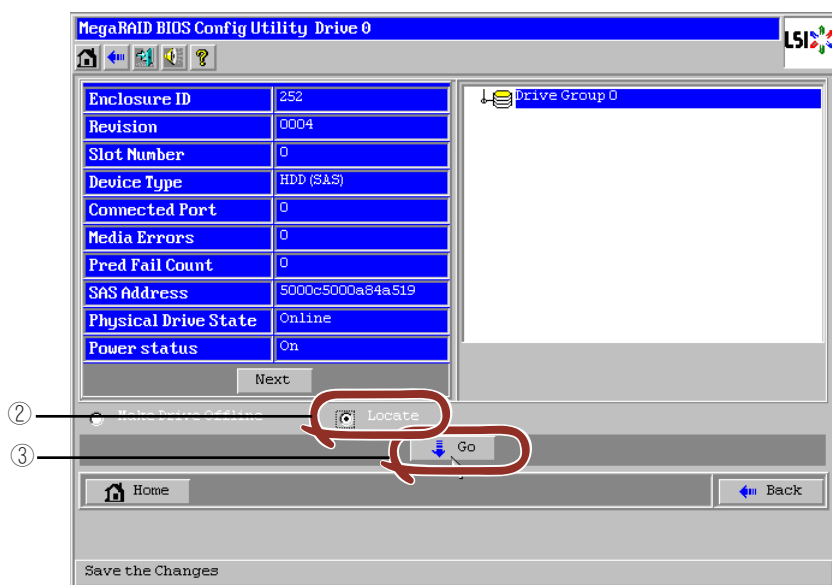 MegaRAID BIOS Config Utility Drive 0
LSI
Enclosure ID 252
Revision 0004
Slot Number 0
Device Type HDD (SAS)
Connected Port 0
Media Errors 0
Pred Fail Count 0
SAS Address 5000c5000a84a519
Physical Drive State Online
Power status On
Next
Drive Group 0
② Make Drive Offline Locate
③ Go
Home
Back
Save the Changes